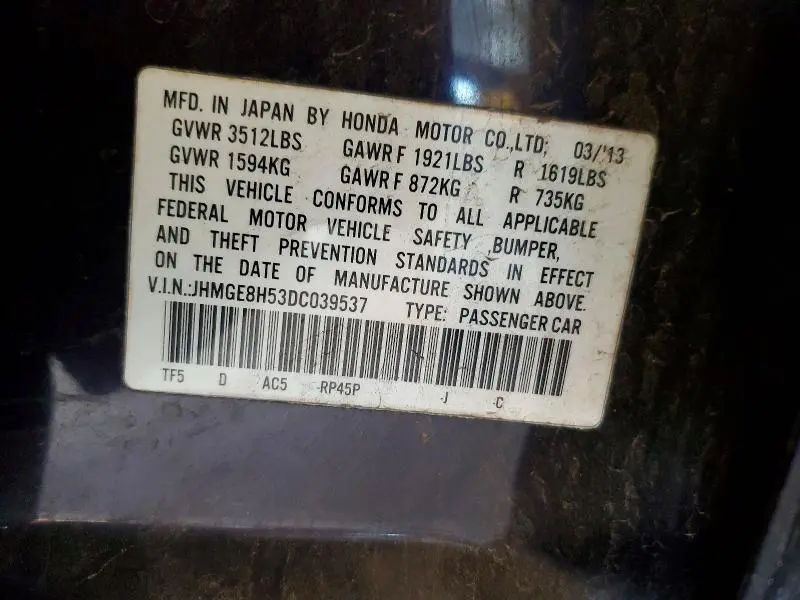 MFD. IN JAPAN BY HONDA MOTOR CO.,LTD; 03/'13
GVWR 3512LBS GAWR F 1921LBS R 1619LBS
GVWR 1594KG GAWR F 872KG R 735KG
THIS VEHICLE CONFORMS TO ALL APPLICABLE
FEDERAL MOTOR VEHICLE SAFETY ,BUMPER,
AND THEFT PREVENTION STANDARDS IN EFFECT
ON THE DATE OF MANUFACTURE SHOWN ABOVE.
V.I.N.:JHMGE8H53DC039537 TYPE: PASSENGER CAR
TF5 D AC5 -RP45P -J -C